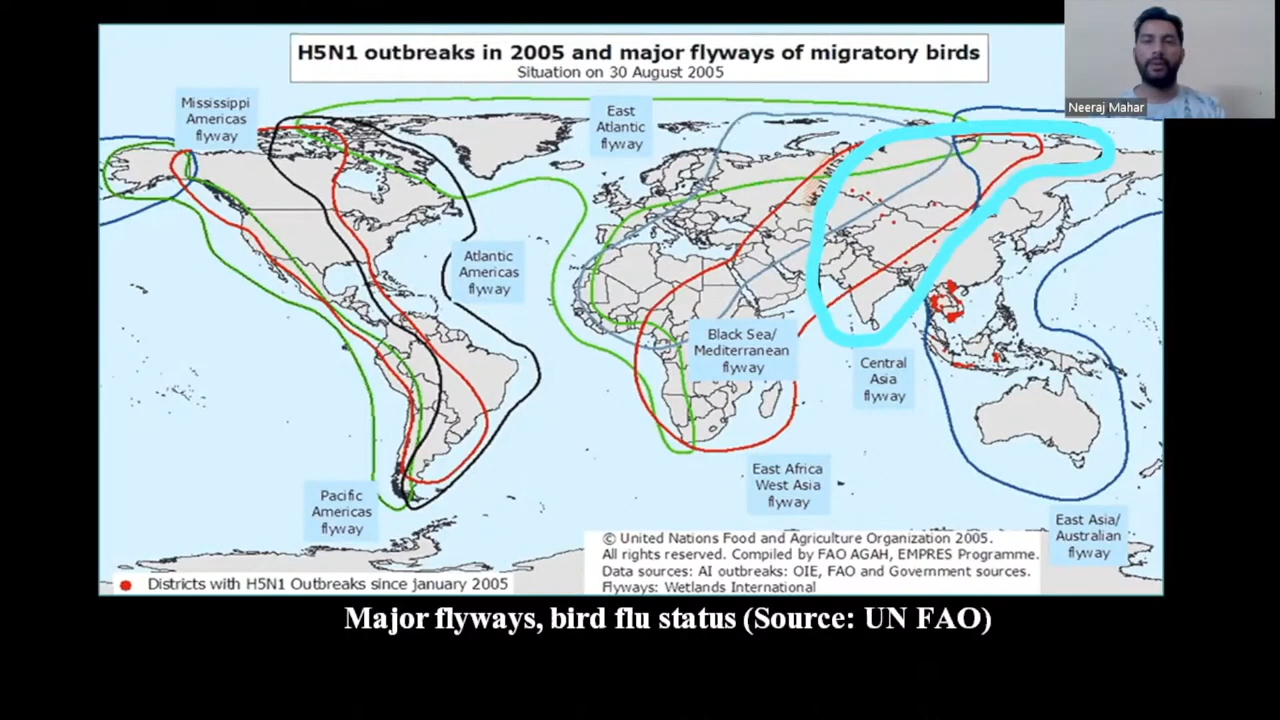 H5N1 outbreaks in 2005 and major flyways of migratory birds
Situation on 30 August 2005
Neeraj Mahar
Mississippi
Americas
flyway
East
Atlantic
flyway
Atlantic
Americas
flyway
Black Sea/
Mediterranean
flyway
Central
Asia
flyway
East Africa
West Asia
flyway
Pacific
Americas
flyway
East Asia/
Australian
flyway
© United Nations Food and Agriculture Organization 2005.
All rights reserved. Compiled by FAO AGAH, EMPRES Programme.
Data sources: AI outbreaks: OIE, FAO and Government sources.
Flyways: Wetlands International
Districts with H5N1 Outbreaks since january 2005
Major flyways, bird flu status (Source: UN FAO)